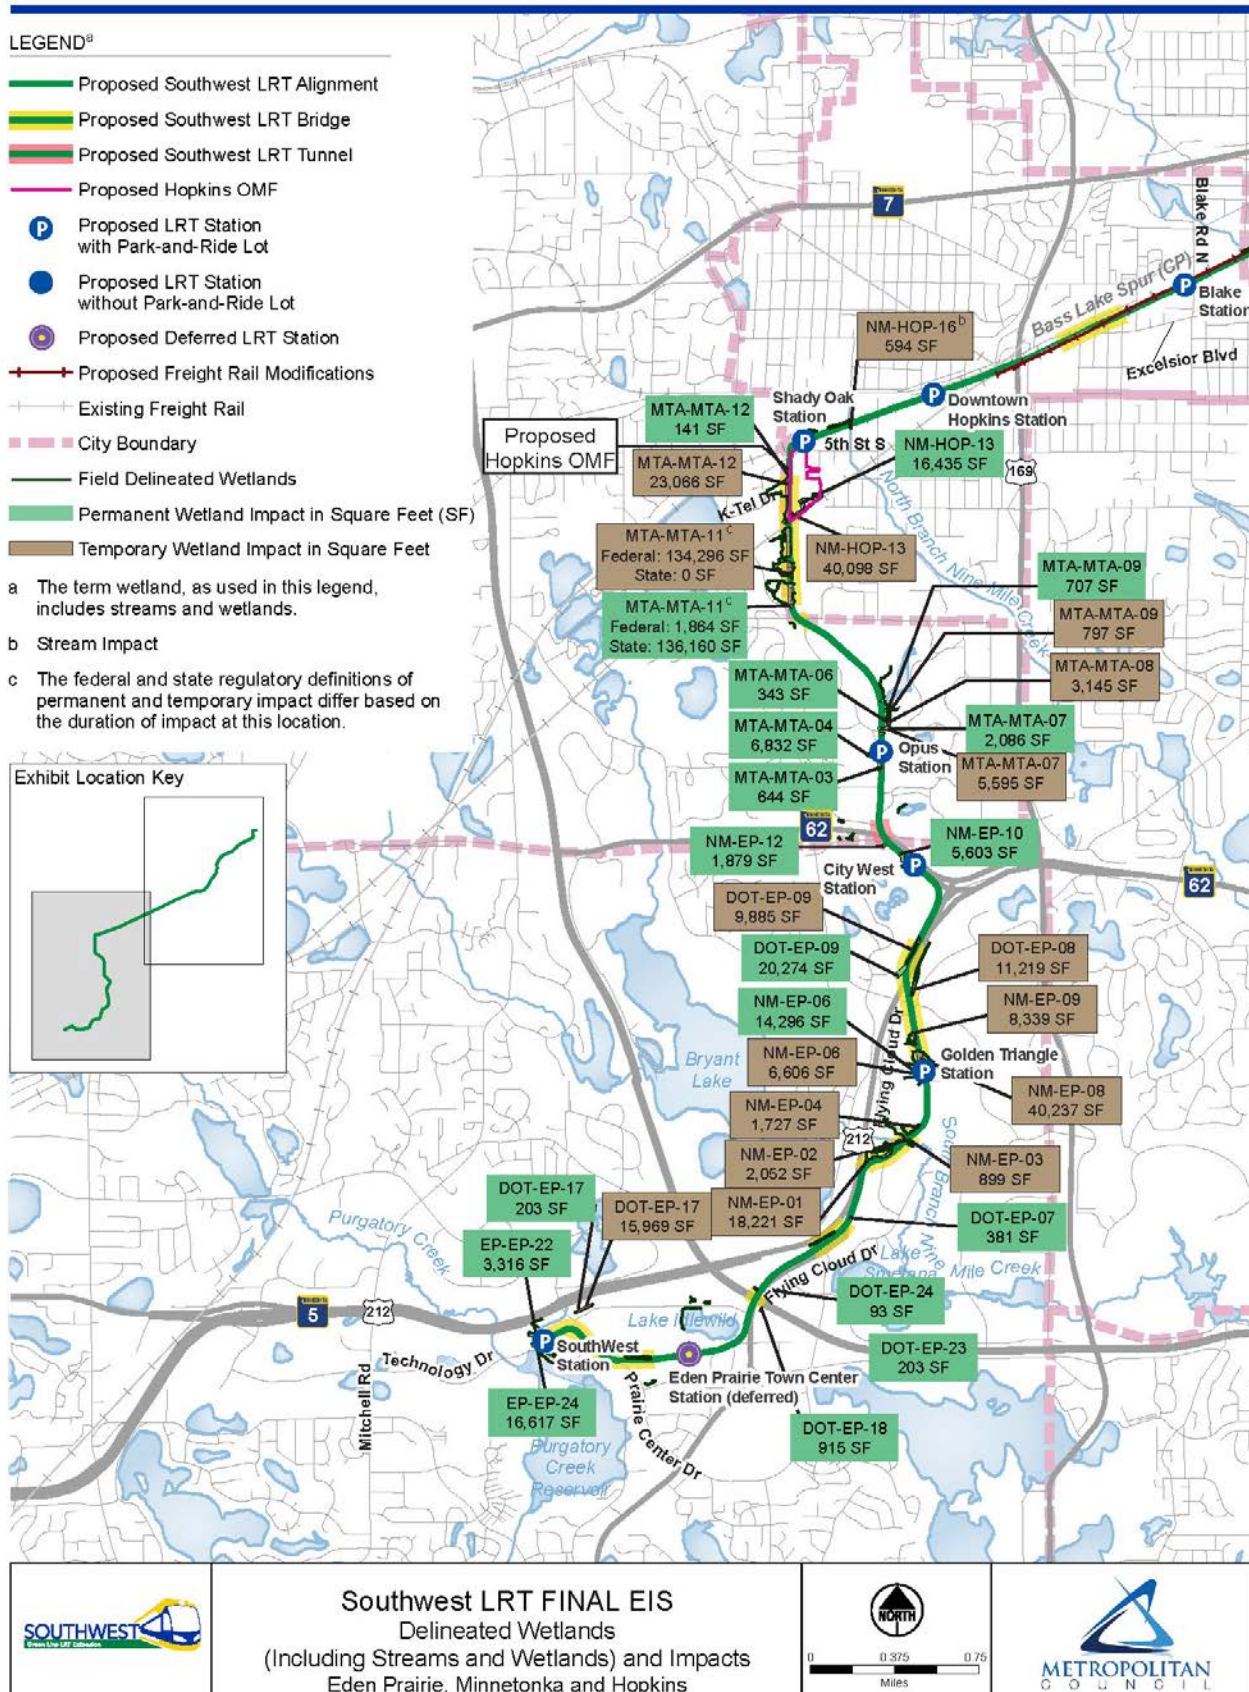 LEGENDa
Proposed Southwest LRT Alignment
Proposed Southwest LRT Bridge
Proposed Southwest LRT Tunnel
Proposed Hopkins OMF
P
Proposed LRT Station
with Park-and-Ride Lot
Proposed LRT Station
without Park-and-Ride Lot
Proposed Deferred LRT Station
Proposed Freight Rail Modifications
Existing Freight Rail
City Boundary
Field Delineated Wetlands
Permanent Wetland Impact in Square Feet (SF)
Temporary Wetland Impact in Square Feet
a The term wetland, as used in this legend,
includes streams and wetlands.
b Stream Impact
c The federal and state regulatory definitions of
permanent and temporary impact differ based on
the duration of impact at this location.
Exhibit Location Key
7
Blake Rd N
Bass Lake Spur (CP)
P
Blake
Station
Excelsior Blvd
NM-HOP-16b
594 SF
Shady Oak
Station
P
Downtown
Hopkins Station
P
5th St S
MTA-MTA-12
141 SF
Proposed
Hopkins OMF
MTA-MTA-12
23,066 SF
NM-HOP-13
16,435 SF
169
K-Tel Dr
North Branch Nine Mile Creek
MTA-MTA-11c
Federal: 134,296 SF
State: 0 SF
NM-HOP-13
40,098 SF
MTA-MTA-09
707 SF
MTA-MTA-11c
Federal: 1,864 SF
State: 136,160 SF
MTA-MTA-09
797 SF
MTA-MTA-08
3,145 SF
MTA-MTA-06
343 SF
MTA-MTA-07
2,086 SF
MTA-MTA-04
6,832 SF
P
Opus
Station
MTA-MTA-07
5,595 SF
MTA-MTA-03
644 SF
62
NM-EP-12
1,879 SF
NM-EP-10
5,603 SF
City West
Station
P
62
DOT-EP-09
9,885 SF
DOT-EP-09
20,274 SF
DOT-EP-08
11,219 SF
NM-EP-06
14,296 SF
NM-EP-09
8,339 SF
Flying Cloud Dr
Bryant
Lake
NM-EP-06
6,606 SF
P
Golden Triangle
Station
NM-EP-08
40,237 SF
NM-EP-04
1,727 SF
212
NM-EP-02
2,052 SF
NM-EP-03
899 SF
South Branch Nine Mile Creek
DOT-EP-17
203 SF
DOT-EP-17
15,969 SF
NM-EP-01
18,221 SF
DOT-EP-07
381 SF
Purgatory Creek
EP-EP-22
3,316 SF
Flying Cloud Dr
Lake
Smetana
DOT-EP-24
93 SF
5
212
Lake Idlewild
P
SouthWest
Station
Technology Dr
Mitchell Rd
DOT-EP-23
203 SF
Eden Prairie Town Center
Station (deferred)
EP-EP-24
16,617 SF
Prairie Center Dr
DOT-EP-18
915 SF
Purgatory
Creek
Reservoir
SOUTHWEST
Green Line LRT Extension
Southwest LRT FINAL EIS
Delineated Wetlands
(Including Streams and Wetlands) and Impacts
Eden Prairie, Minnetonka and Hopkins
NORTH
0 0.375 0.75
Miles
METROPOLITAN
COUNCIL